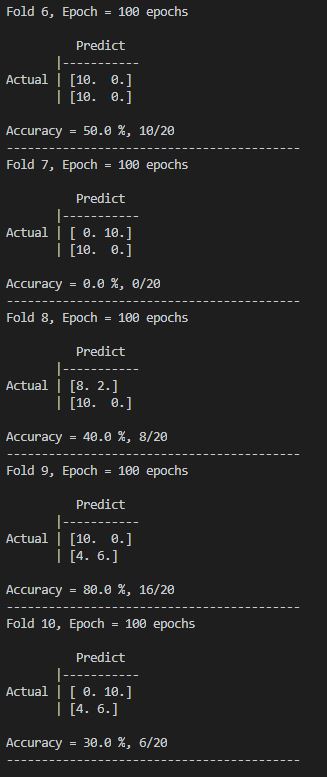 Fold 6, Epoch = 100 epochs
Predict
|-----------
Actual | [10.  0.]
| [10.  0.]
Accuracy = 50.0 %, 10/20
------------------------------------------
Fold 7, Epoch = 100 epochs
Predict
|-----------
Actual | [ 0. 10.]
| [10.  0.]
Accuracy = 0.0 %, 0/20
------------------------------------------
Fold 8, Epoch = 100 epochs
Predict
|-----------
Actual | [8. 2.]
| [10.  0.]
Accuracy = 40.0 %, 8/20
------------------------------------------
Fold 9, Epoch = 100 epochs
Predict
|-----------
Actual | [10.  0.]
| [4. 6.]
Accuracy = 80.0 %, 16/20
------------------------------------------
Fold 10, Epoch = 100 epochs
Predict
|-----------
Actual | [ 0. 10.]
| [4. 6.]
Accuracy = 30.0 %, 6/20
------------------------------------------